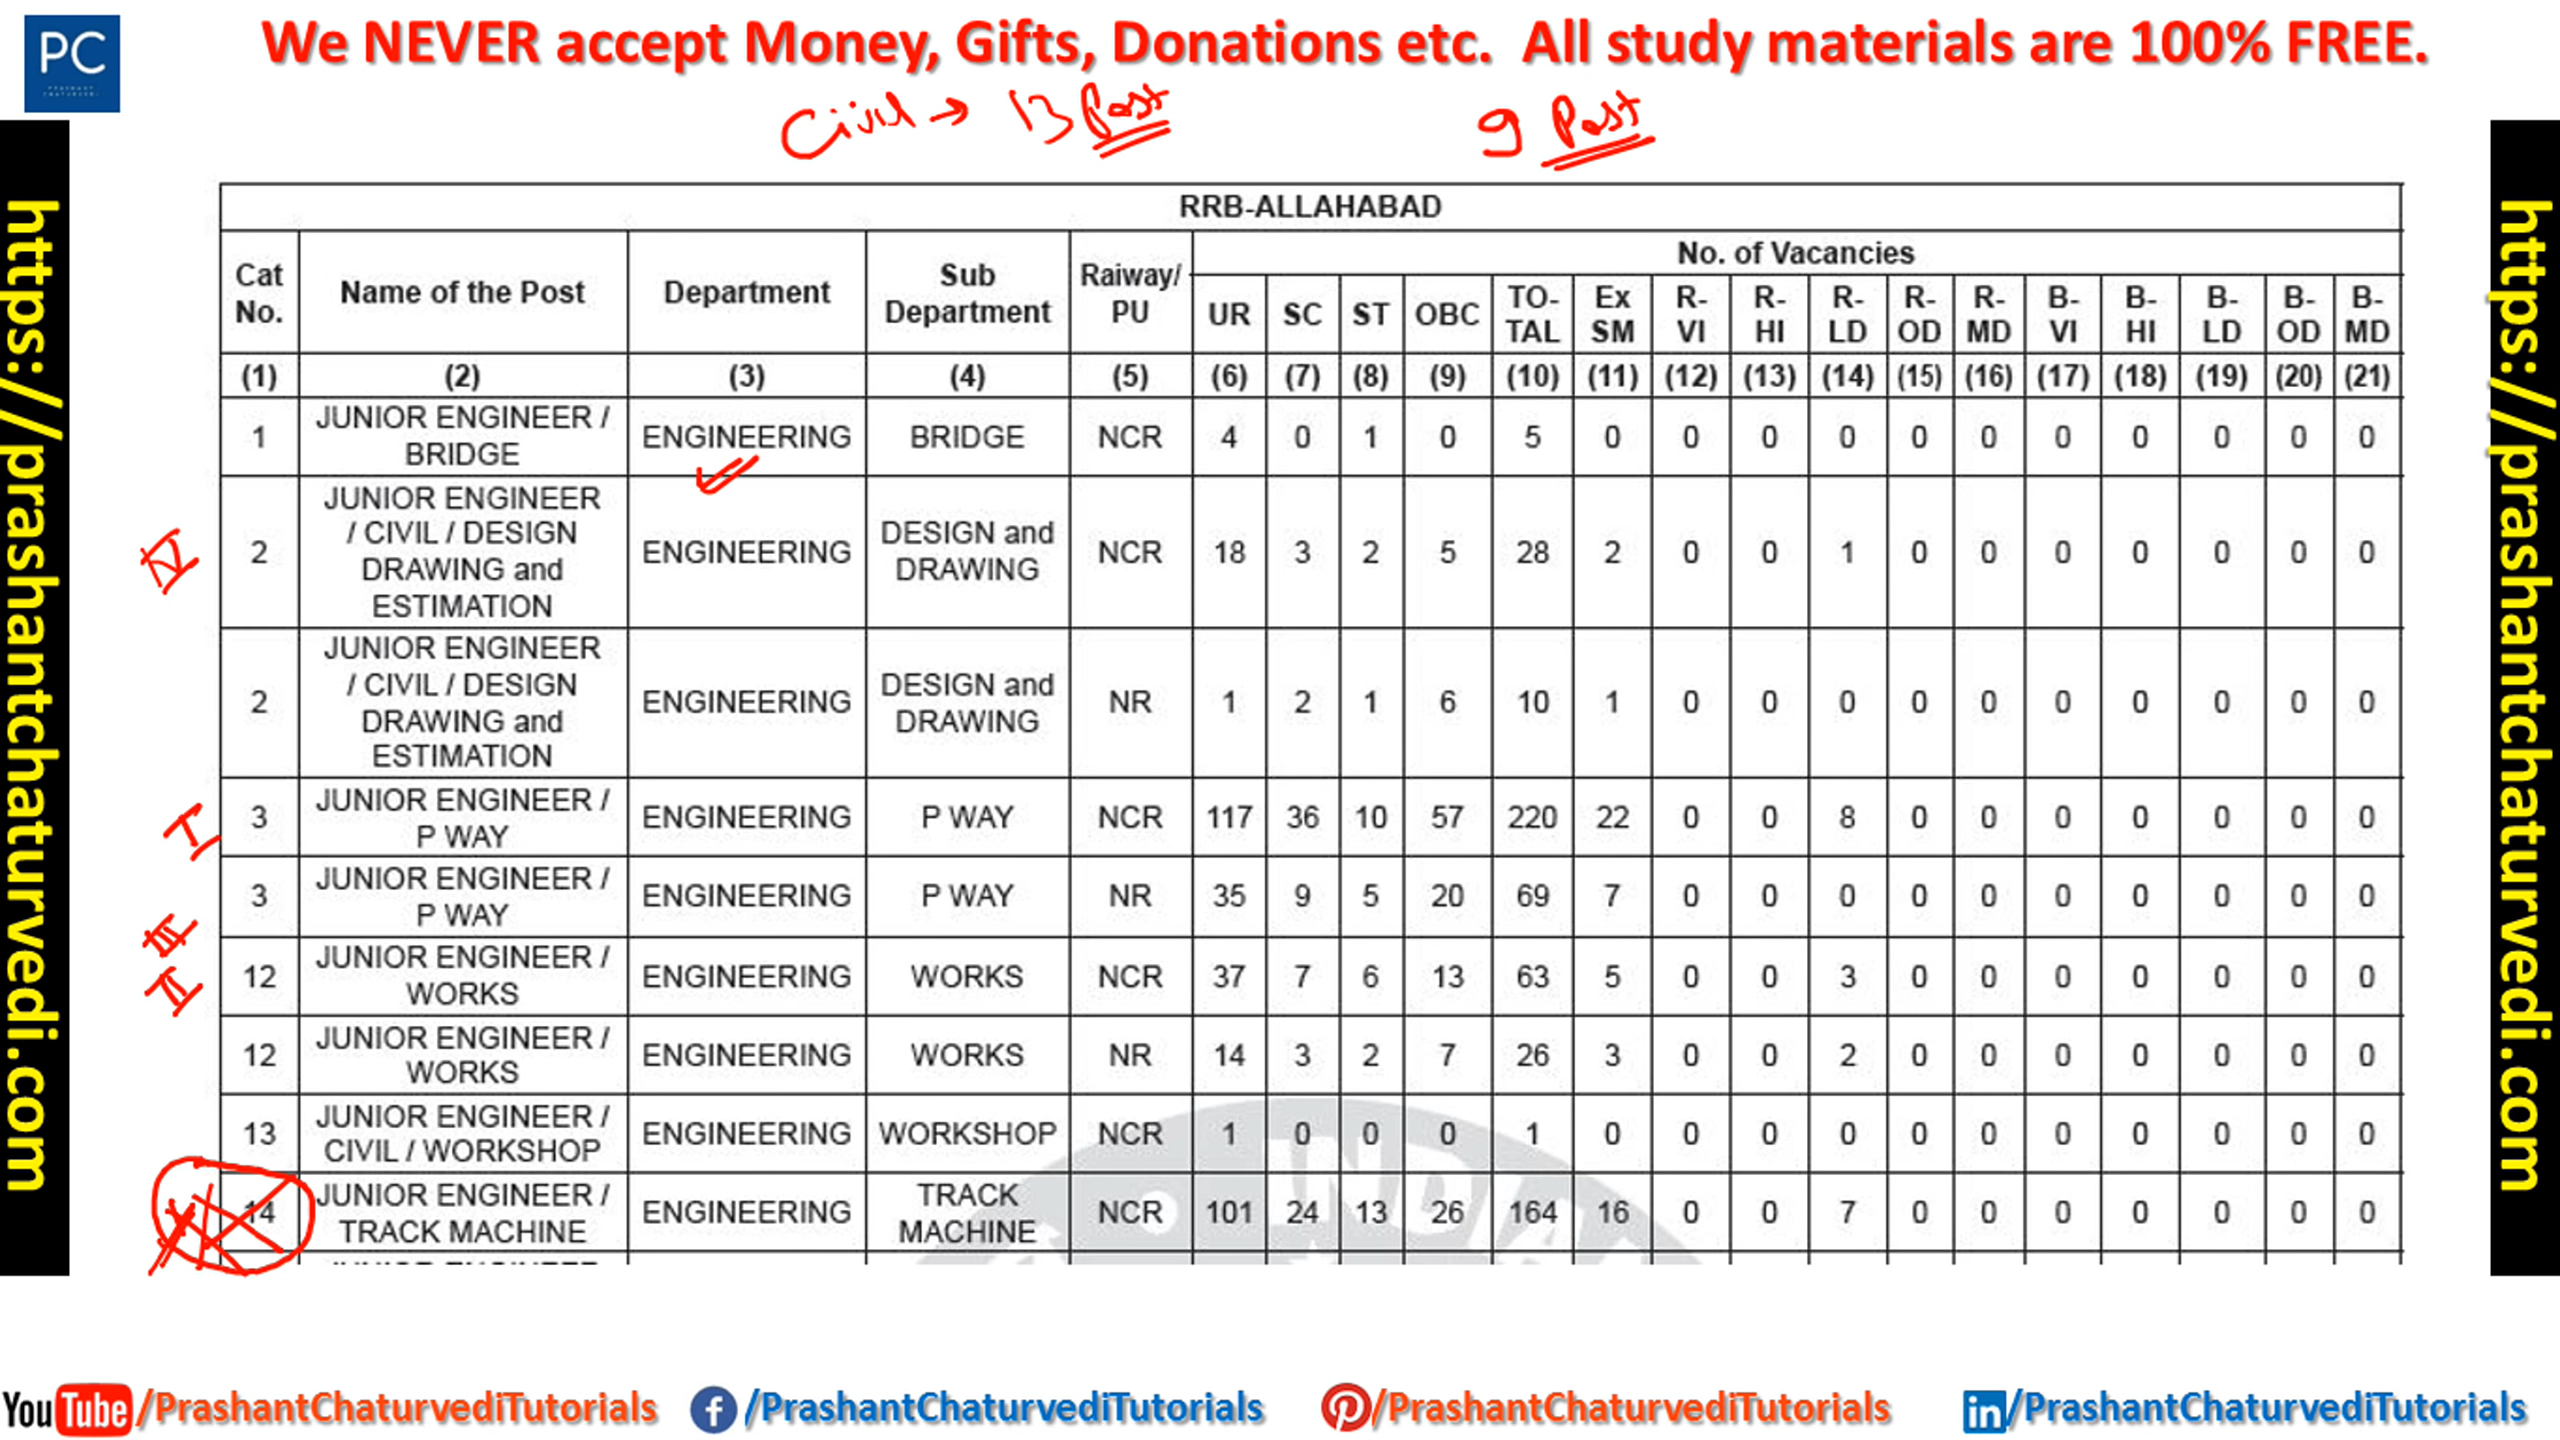 PC
PRASHANT
CHATURVEDI
We NEVER accept Money, Gifts, Donations etc. All study materials are 100% FREE.
Civil → 13 Post
9 Post
https://prashantchaturvedi.com
https://prashantchaturvedi.com
RRB-ALLAHABAD
Cat No. Name of the Post Department Sub Department Raiway/ PU No. of Vacancies
UR SC ST OBC TO-TAL Ex SM R-VI R-HI R-LD R-OD R-MD B-VI B-HI B-LD B-OD B-MD
(1) (2) (3) (4) (5) (6) (7) (8) (9) (10) (11) (12) (13) (14) (15) (16) (17) (18) (19) (20) (21)
1 JUNIOR ENGINEER / BRIDGE ENGINEERING BRIDGE NCR 4 0 1 0 5 0 0 0 0 0 0 0 0 0 0 0
IV 2 JUNIOR ENGINEER / CIVIL / DESIGN DRAWING and ESTIMATION ENGINEERING DESIGN and DRAWING NCR 18 3 2 5 28 2 0 0 1 0 0 0 0 0 0 0
2 JUNIOR ENGINEER / CIVIL / DESIGN DRAWING and ESTIMATION ENGINEERING DESIGN and DRAWING NR 1 2 1 6 10 1 0 0 0 0 0 0 0 0 0 0
I 3 JUNIOR ENGINEER / P WAY ENGINEERING P WAY NCR 117 36 10 57 220 22 0 0 8 0 0 0 0 0 0 0
3 JUNIOR ENGINEER / P WAY ENGINEERING P WAY NR 35 9 5 20 69 7 0 0 0 0 0 0 0 0 0 0
III
II 12 JUNIOR ENGINEER / WORKS ENGINEERING WORKS NCR 37 7 6 13 63 5 0 0 3 0 0 0 0 0 0 0
12 JUNIOR ENGINEER / WORKS ENGINEERING WORKS NR 14 3 2 7 26 3 0 0 2 0 0 0 0 0 0 0
13 JUNIOR ENGINEER / CIVIL / WORKSHOP ENGINEERING WORKSHOP NCR 1 0 0 0 1 0 0 0 0 0 0 0 0 0 0 0
14 JUNIOR ENGINEER / TRACK MACHINE ENGINEERING TRACK MACHINE NCR 101 24 13 26 164 16 0 0 7 0 0 0 0 0 0 0
INDIA
YouTube /PrashantChaturvediTutorials f /PrashantChaturvediTutorials /PrashantChaturvediTutorials in /PrashantChaturvediTutorials